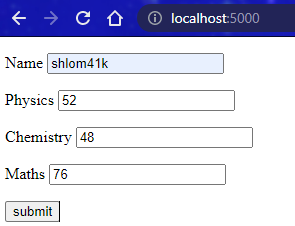 localhost:5000
Name shlom41k
Physics 52
Chemistry 48
Maths 76
submit